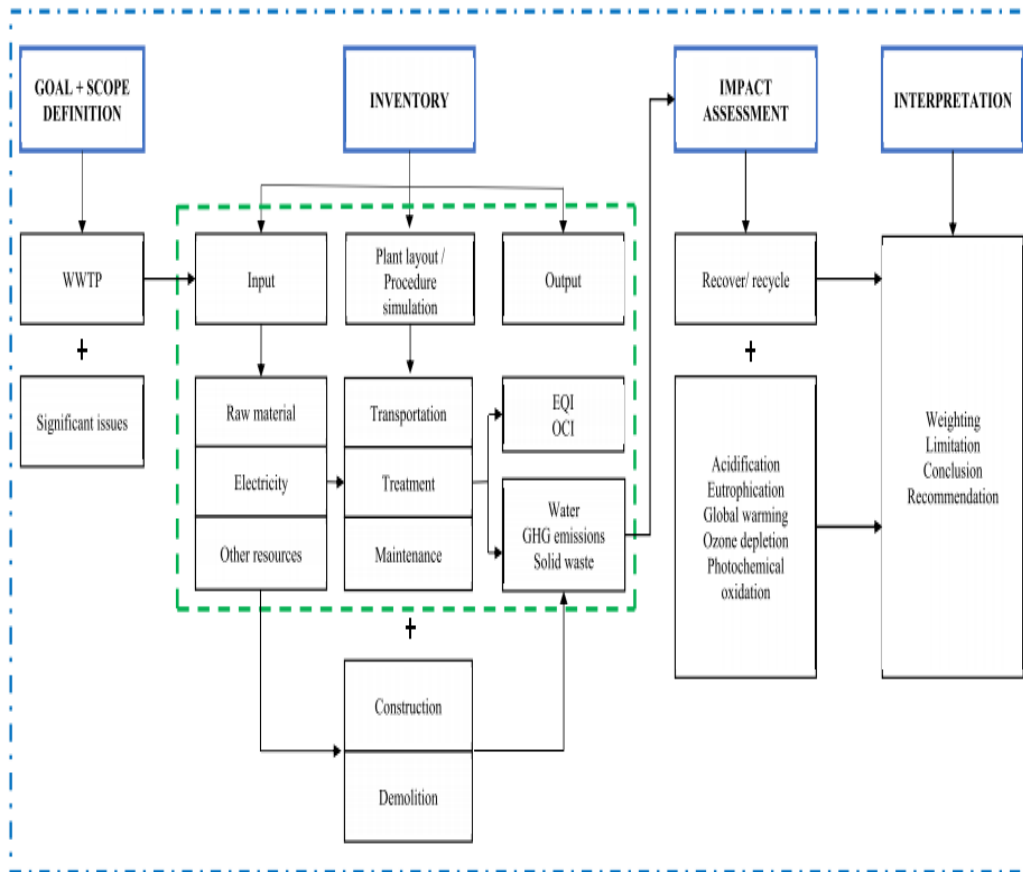 GOAL + SCOPE
DEFINITION
INVENTORY
IMPACT
ASSESSMENT
INTERPRETATION
WWTP
+
Significant issues
Input
Plant layout /
Procedure
simulation
Output
Raw material
Electricity
Other resources
Transportation
Treatment
Maintenance
EQI
OCI
Water
GHG emissions
Solid waste
+
Construction
Demolition
Recover/ recycle
+
Acidification
Eutrophication
Global warming
Ozone depletion
Photochemical
oxidation
Weighting
Limitation
Conclusion
Recommendation